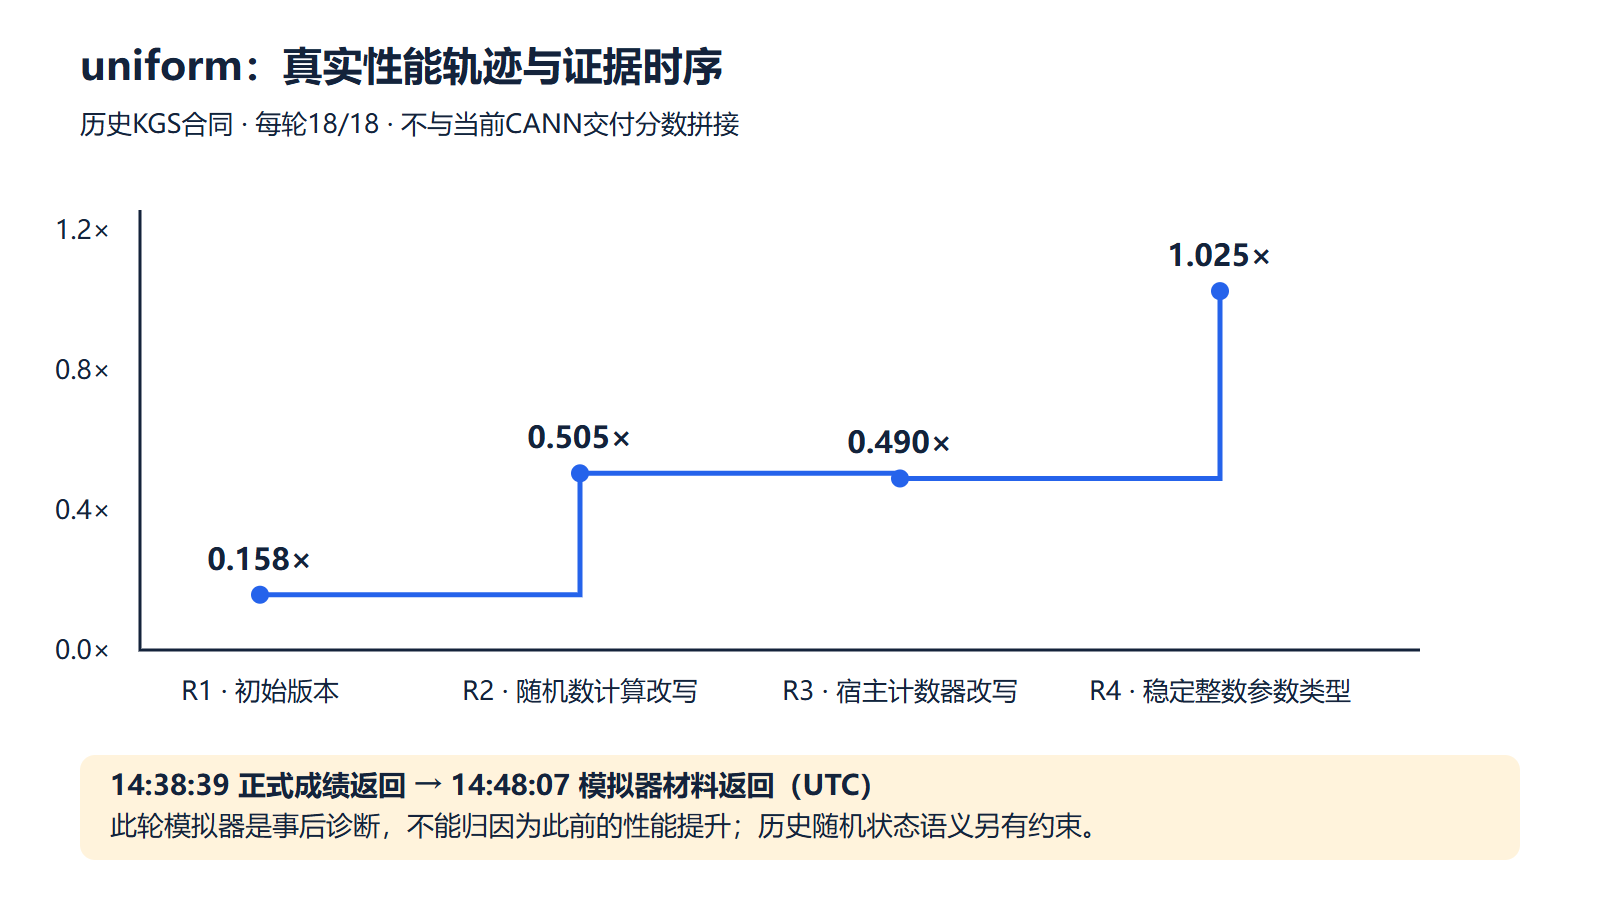 uniform：真实性能轨迹与证据时序
历史KGS合同 · 每轮18/18 · 不与当前CANN交付分数拼接
1.2×
0.8×
0.4×
0.0×
0.158×
0.505×
0.490×
1.025×
R1 · 初始版本
R2 · 随机数计算改写
R3 · 宿主计数器改写
R4 · 稳定整数参数类型
14:38:39 正式成绩返回 → 14:48:07 模拟器材料返回（UTC）
此轮模拟器是事后诊断，不能归因为此前的性能提升；历史随机状态语义另有约束。